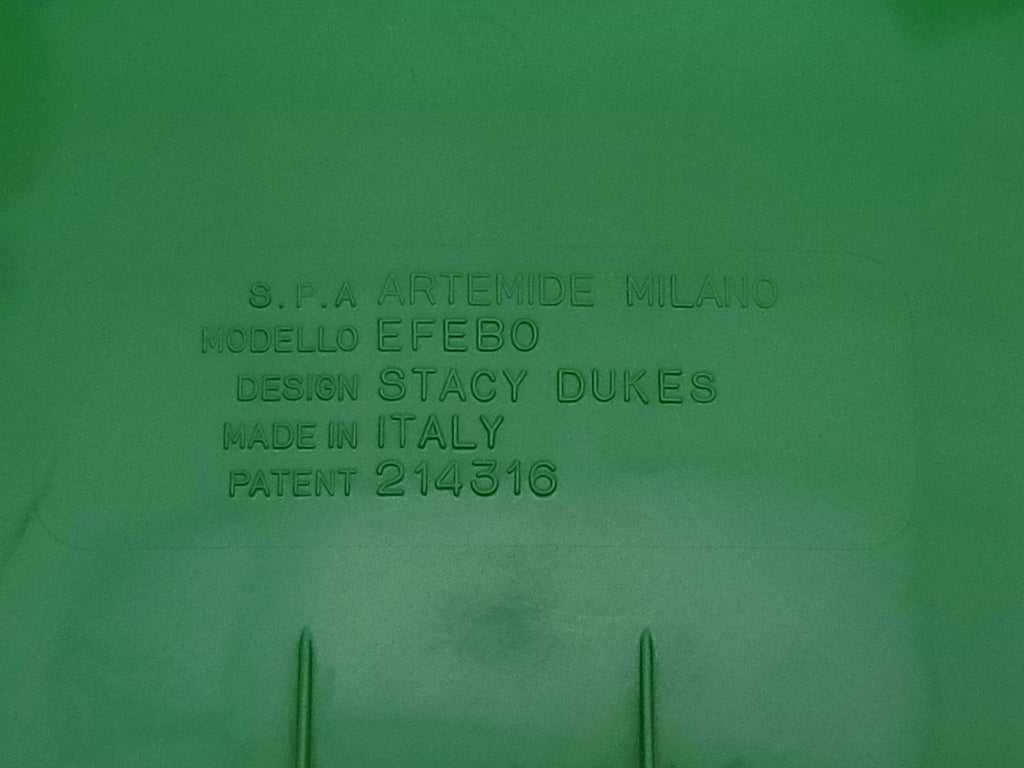 S.P.A ARTEMIDE MILANO
MODELLO EFEBO
DESIGN STACY DUKES
MADE IN ITALY
PATENT 214316